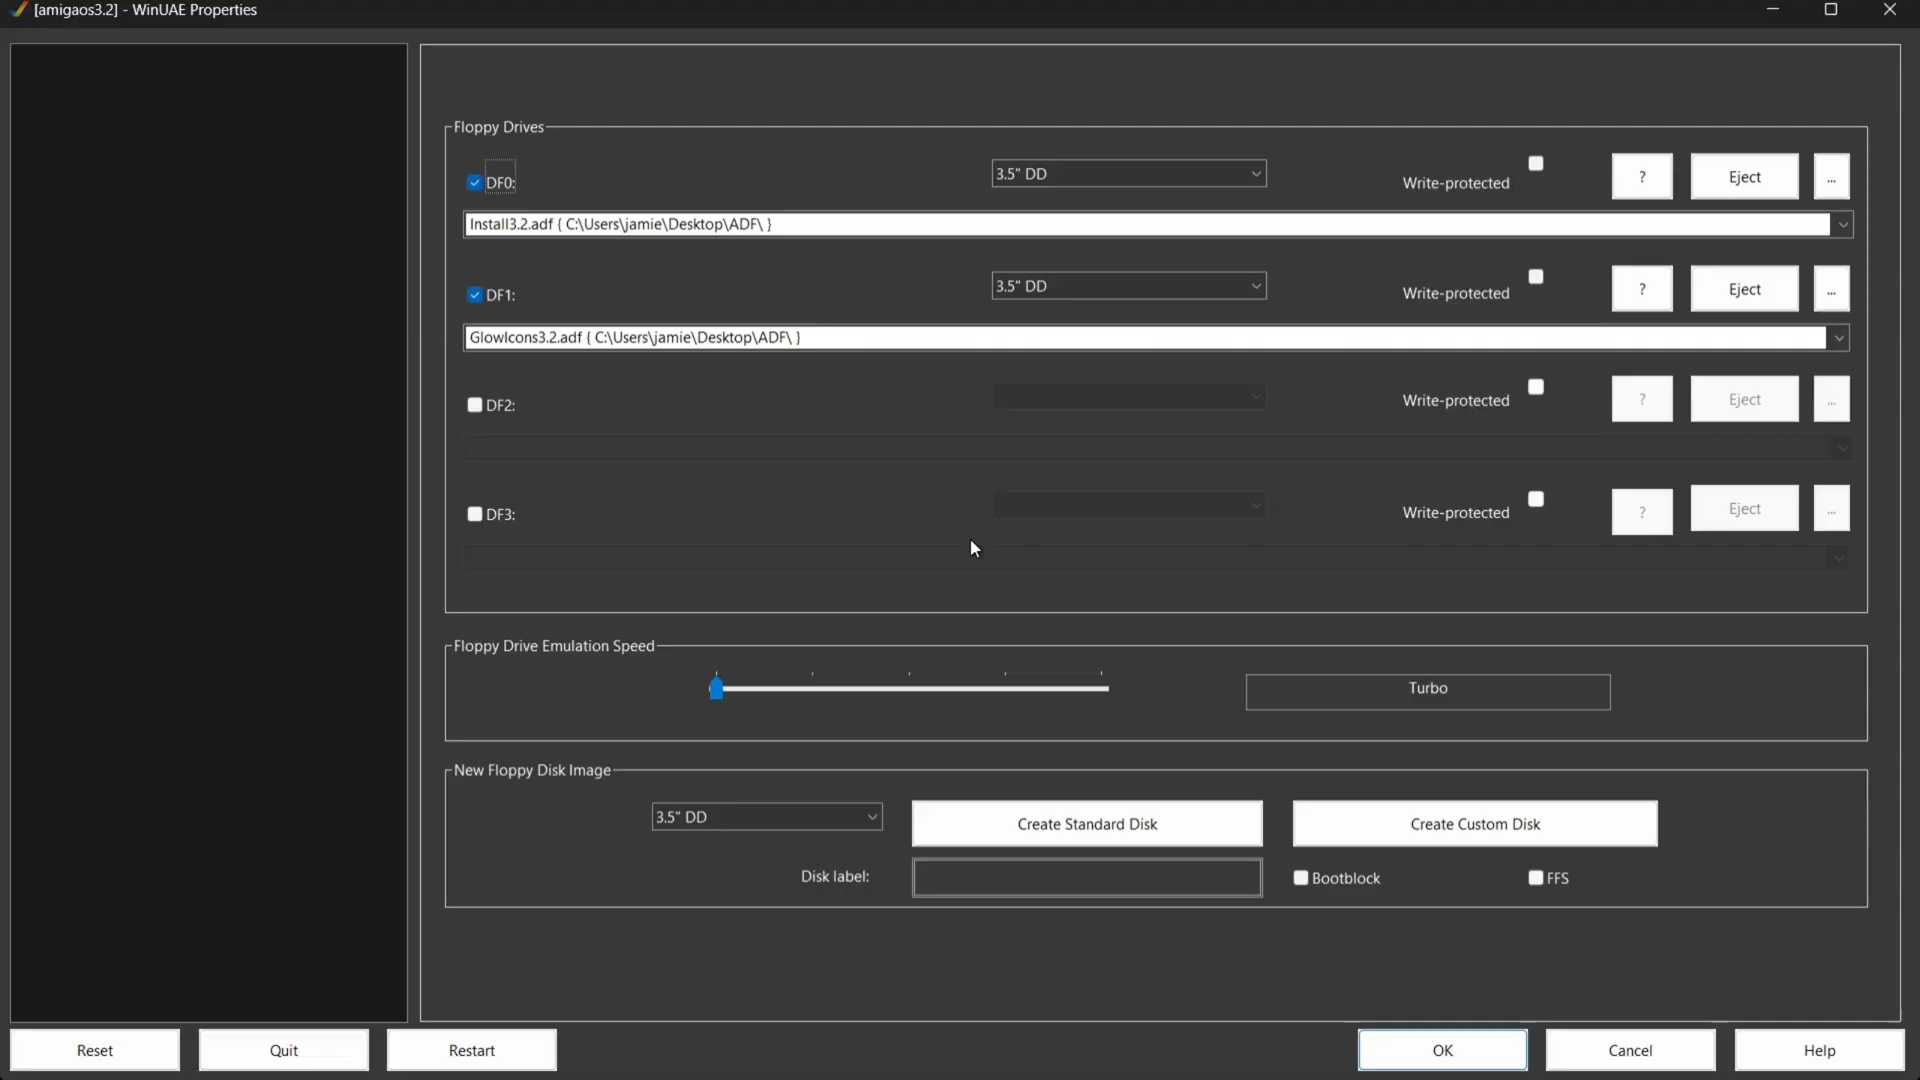 [amigaos3.2] - WinUAE Properties
Floppy Drives
DF0: 3.5" DD Write-protected ? Eject ...
Install3.2.adf { C:\Users\jamie\Desktop\ADF\ }
DF1: 3.5" DD Write-protected ? Eject ...
GlowIcons3.2.adf { C:\Users\jamie\Desktop\ADF\ }
DF2: Write-protected ? Eject ...
DF3: Write-protected ? Eject ...
Floppy Drive Emulation Speed
Turbo
New Floppy Disk Image
3.5" DD Create Standard Disk Create Custom Disk
Disk label: Bootblock FFS
Reset Quit Restart OK Cancel Help